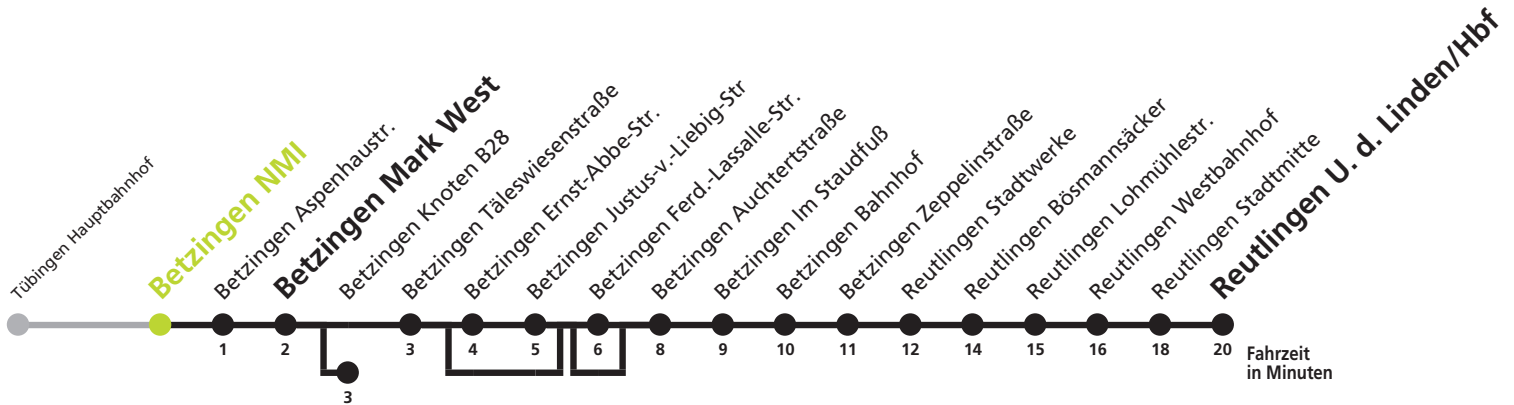 Tübingen Hauptbahnhof
Betzingen NMI
Betzingen Aspenhaustr.
Betzingen Mark West
Betzingen Knoten B28
Betzingen Täleswiesenstraße
Betzingen Ernst-Abbe-Str.
Betzingen Justus-v.-Liebig-Str
Betzingen Ferd.-Lassalle-Str.
Betzingen Auchtertstraße
Betzingen Im Staudfuß
Betzingen Bahnhof
Betzingen Zeppelinstraße
Reutlingen Stadtwerke
Reutlingen Bösmannsäcker
Reutlingen Lohmühlestr.
Reutlingen Westbahnhof
Reutlingen Stadtmitte
Reutlingen U. d. Linden/Hbf
1 2 3 4 5 6 8 9 10 11 12 14 15 16 18 20
Fahrzeit
in Minuten
3